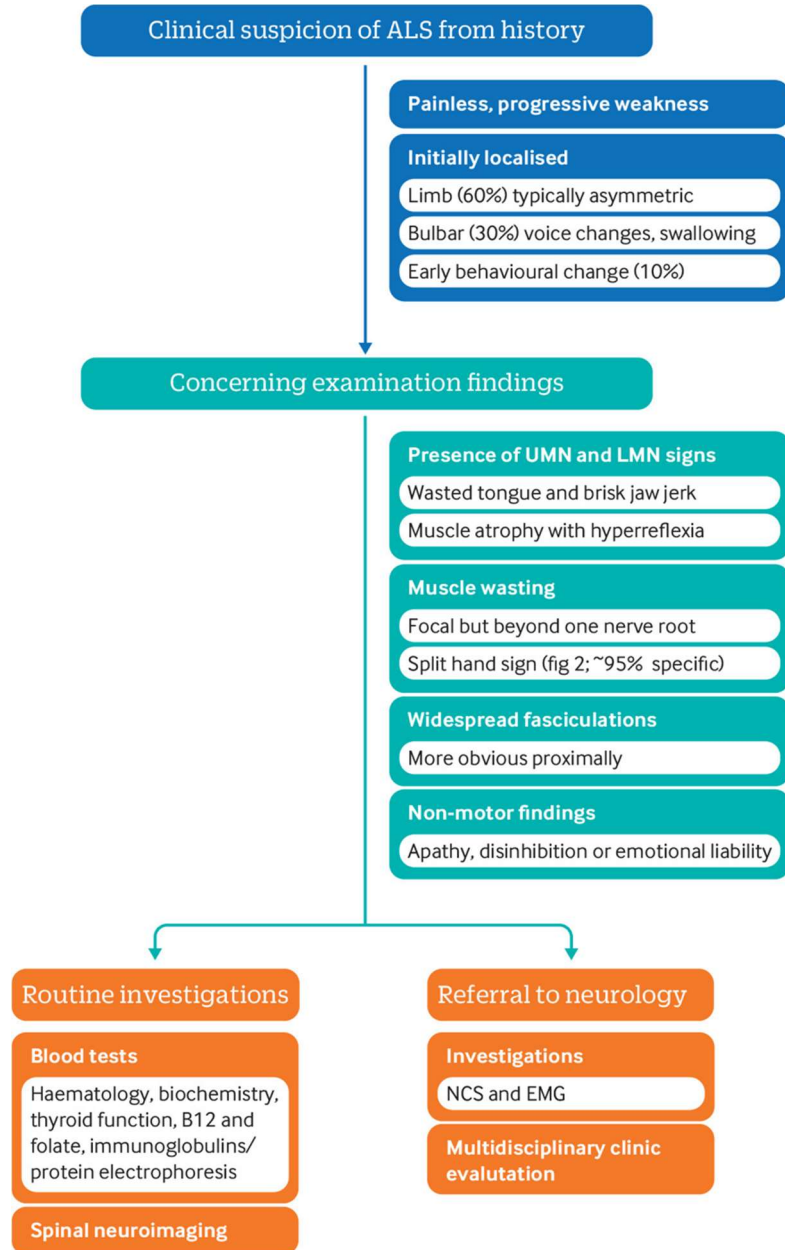 Clinical suspicion of ALS from history
Painless, progressive weakness
Initially localised
Limb (60%) typically asymmetric
Bulbar (30%) voice changes, swallowing
Early behavioural change (10%)
Concerning examination findings
Presence of UMN and LMN signs
Wasted tongue and brisk jaw jerk
Muscle atrophy with hyperreflexia
Muscle wasting
Focal but beyond one nerve root
Split hand sign (fig 2; ~95% specific)
Widespread fasciculations
More obvious proximally
Non-motor findings
Apathy, disinhibition or emotional liability
Routine investigations
Blood tests
Haematology, biochemistry,
thyroid function, B12 and
folate, immunoglobulins/
protein electrophoresis
Spinal neuroimaging
Referral to neurology
Investigations
NCS and EMG
Multidisciplinary clinic
evalutation